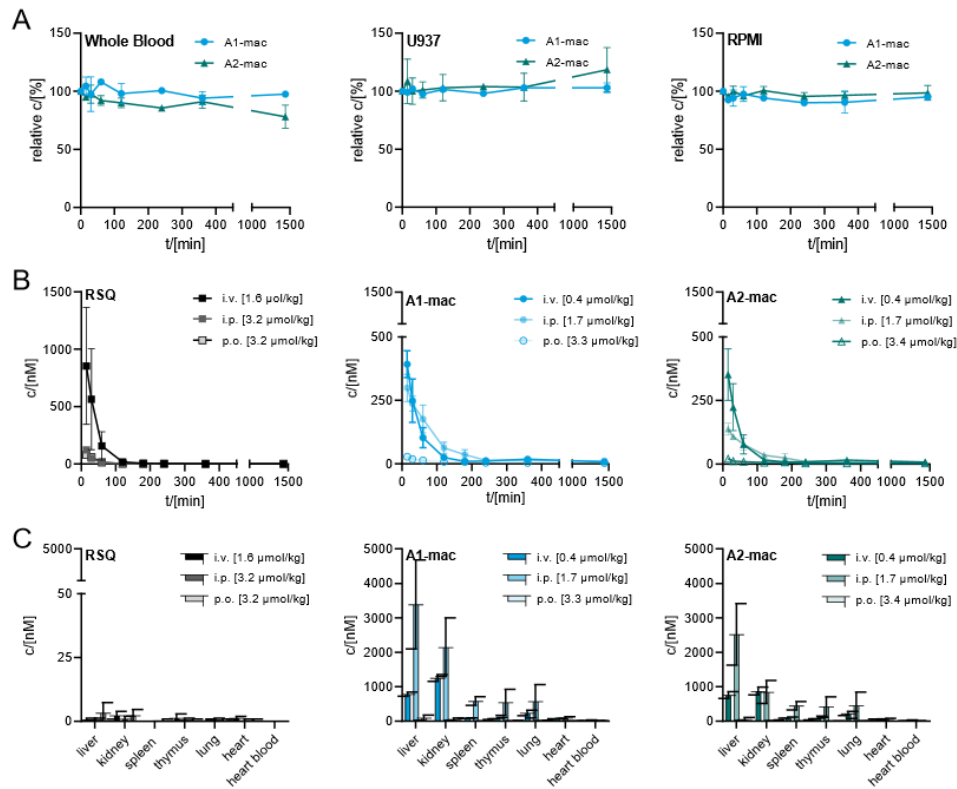 A
Whole Blood
A1-mac
A2-mac
relative c/[%]
150
100
50
0
0 100 200 300 400 1000 1500
t/[min]
U937
A1-mac
A2-mac
relative c/[%]
150
100
50
0
0 100 200 300 400 1000 1500
t/[min]
RPMI
A1-mac
A2-mac
relative c/[%]
150
100
50
0
0 100 200 300 400 1000 1500
t/[min]
B
RSQ
i.v. [1.6 µol/kg]
i.p. [3.2 µmol/kg]
p.o. [3.2 µmol/kg]
c/[nM]
1500
1000
500
0
0 100 200 300 400 1000 1500
t/[min]
A1-mac
i.v. [0.4 µmol/kg]
i.p. [1.7 µmol/kg]
p.o. [3.3 µmol/kg]
c/[nM]
1500
500
250
0
0 100 200 300 400 1000 1500
t/[min]
A2-mac
i.v. [0.4 µmol/kg]
i.p. [1.7 µmol/kg]
p.o. [3.4 µmol/kg]
c/[nM]
1500
500
250
0
0 100 200 300 400 1000 1500
t/[min]
C
RSQ
i.v. [1.6 µmol/kg]
i.p. [3.2 µmol/kg]
p.o. [3.2 µmol/kg]
c/[nM]
5000
50
25
0
liver kidney spleen thymus lung heart heart blood
A1-mac
i.v. [0.4 µmol/kg]
i.p. [1.7 µmol/kg]
p.o. [3.3 µmol/kg]
c/[nM]
5000
4000
3000
2000
1000
0
liver kidney spleen thymus lung heart heart blood
A2-mac
i.v. [0.4 µmol/kg]
i.p. [1.7 µmol/kg]
p.o. [3.4 µmol/kg]
c/[nM]
5000
4000
3000
2000
1000
0
liver kidney spleen thymus lung heart heart blood